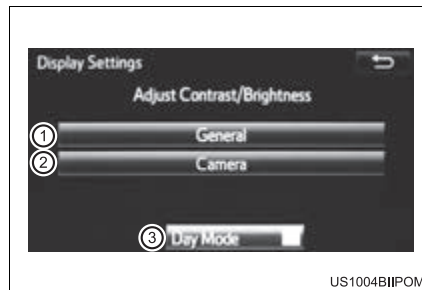 Display Settings
Adjust Contrast/Brightness
1 General
2 Camera
3 Day Mode
US1004BIIPOM